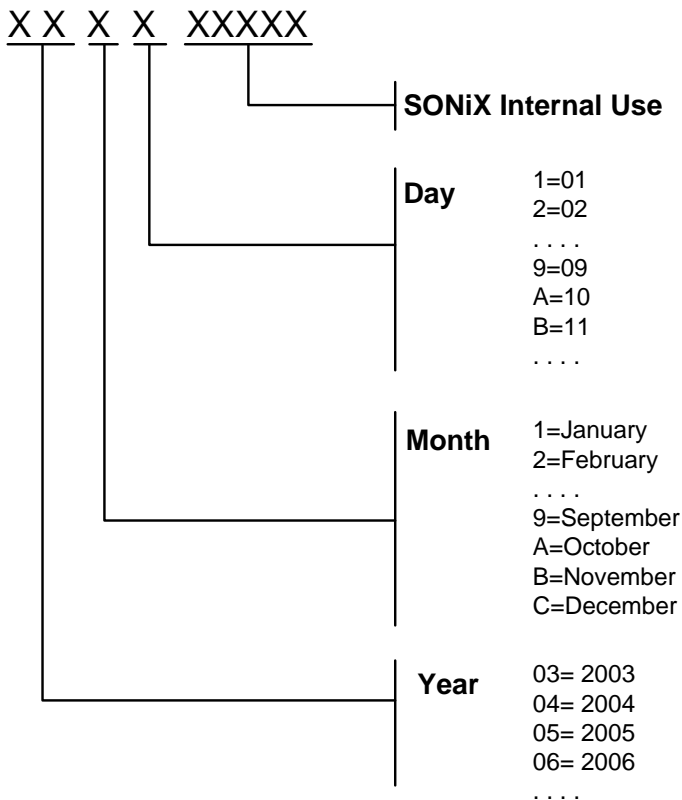 X X X X XXXXX
SONiX Internal Use
Day
1=01
2=02
. . . .
9=09
A=10
B=11
. . . .
Month
1=January
2=February
. . . .
9=September
A=October
B=November
C=December
Year
03= 2003
04= 2004
05= 2005
06= 2006
. . . .